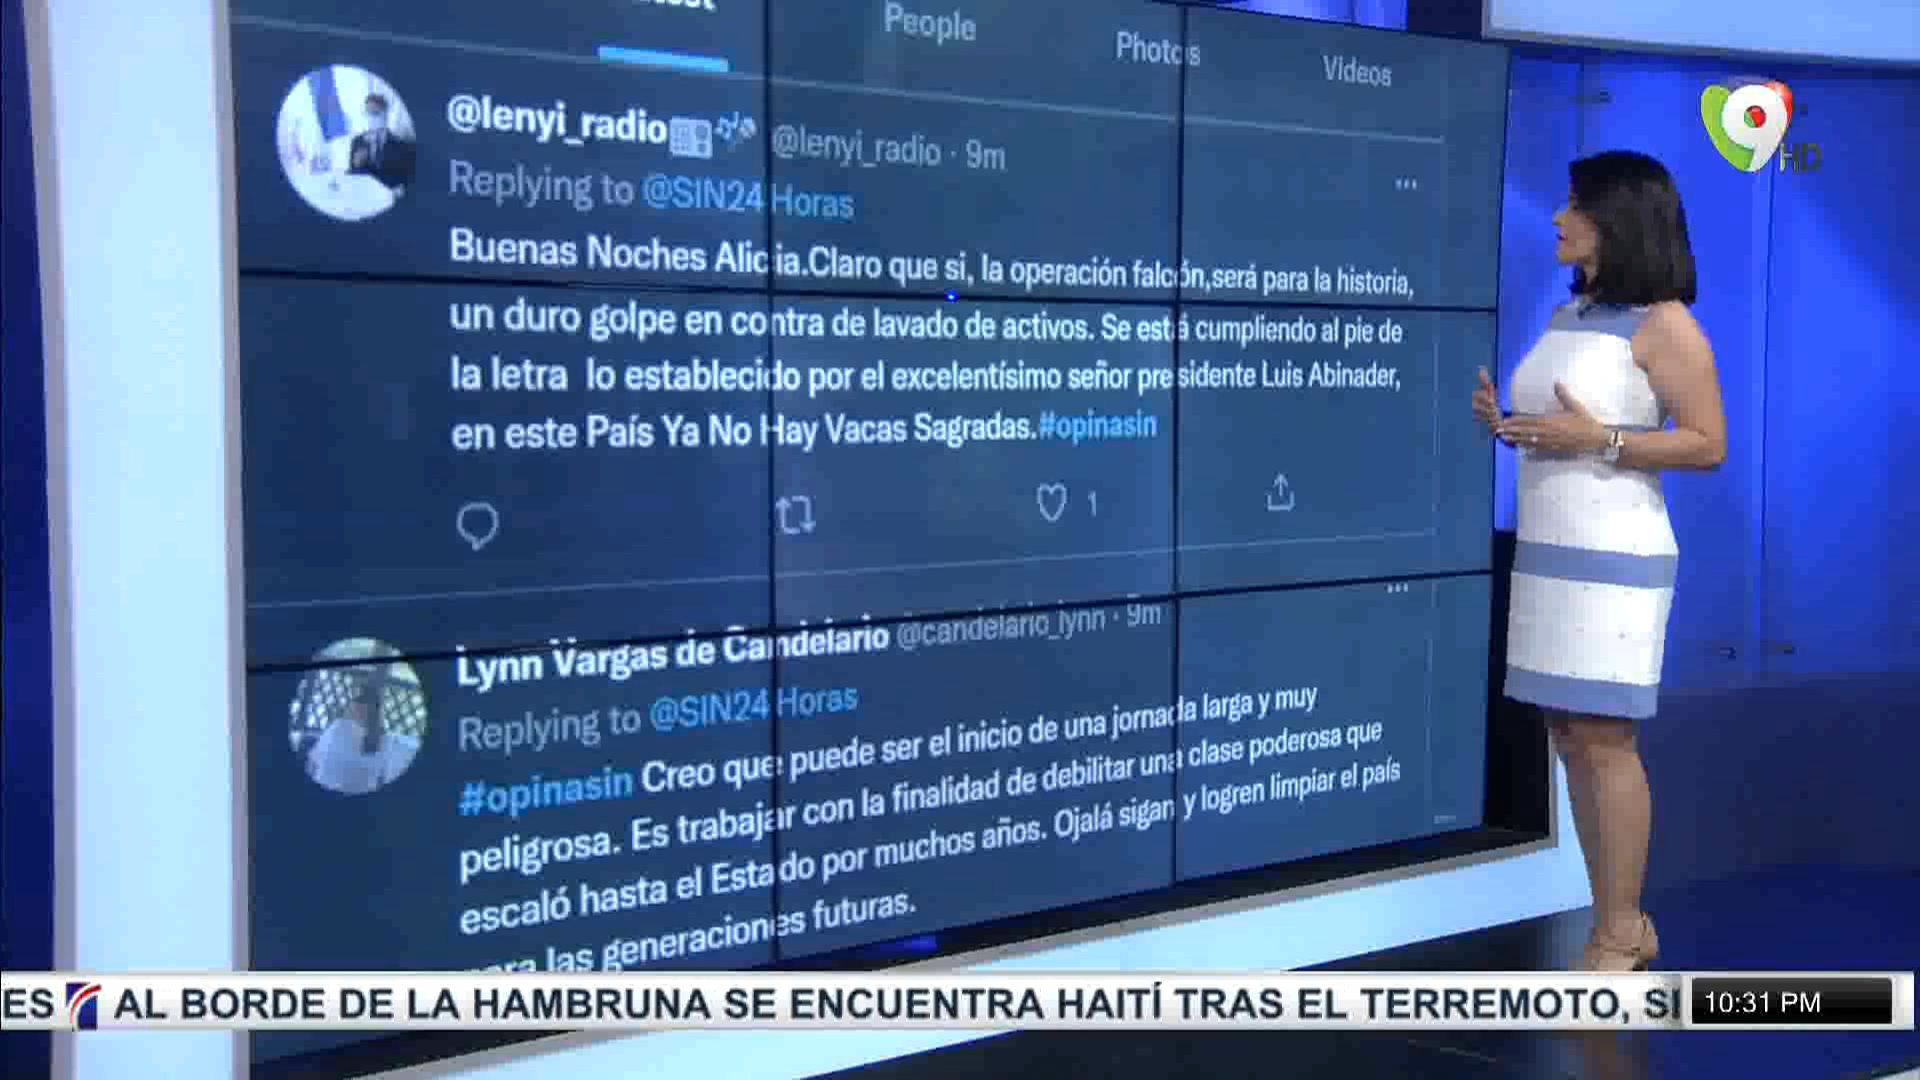 People Photos Videos
@lenyi_radio @lenyi_radio · 9m
Replying to @SIN24Horas
Buenas Noches Alicia.Claro que si, la operación falcón,será para la historia,
un duro golpe en contra de lavado de activos. Se está cumpliendo al pie de
la letra lo establecido por el excelentísimo señor presidente Luis Abinader,
en este País Ya No Hay Vacas Sagradas.#opinasin
1
Lynn Vargas de Candelario @candelario_lynn · 9m
Replying to @SIN24Horas
#opinasin Creo que puede ser el inicio de una jornada larga y muy
peligrosa. Es trabajar con la finalidad de debilitar una clase poderosa que
escaló hasta el Estado por muchos años. Ojalá sigan y logren limpiar el país
para las generaciones futuras.
9
HD
ES AL BORDE DE LA HAMBRUNA SE ENCUENTRA HAITÍ TRAS EL TERREMOTO, SI
10:31 PM